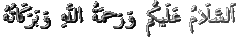 اَلسَّلَامُ عَلَيْكُم وَرَحْمَةُ اللَّهِ وَبَرَكَاتُهُ